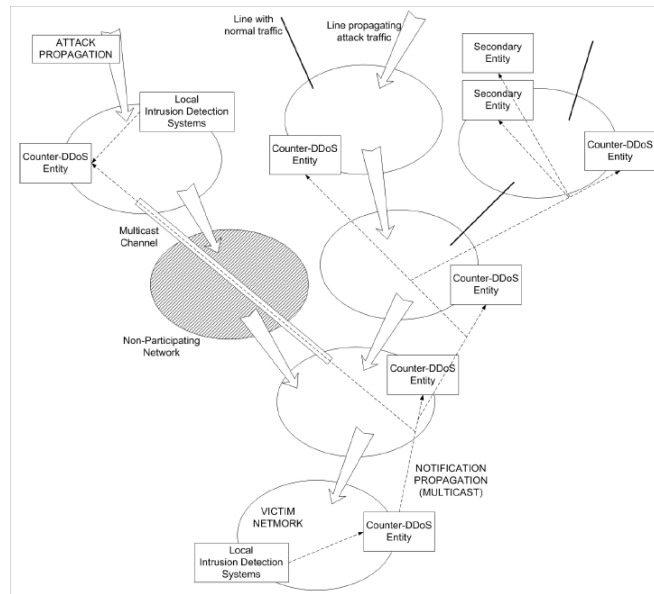 Line with
normal traffic
Line propagating
attack traffic
ATTACK
PROPAGATION
Secondary
Entity
Secondary
Entity
Local
Intrusion Detection
Systems
Counter-DDoS
Entity
Counter-DDoS
Entity
Counter-DDoS
Entity
Multicast
Channel
Counter-DDoS
Entity
Non-Participating
Network
Counter-DDoS
Entity
NOTIFICATION
PROPAGATION
(MULTICAST)
VICTIM
NETWORK
Counter-DDoS
Entity
Local
Intrusion Detection
Systems